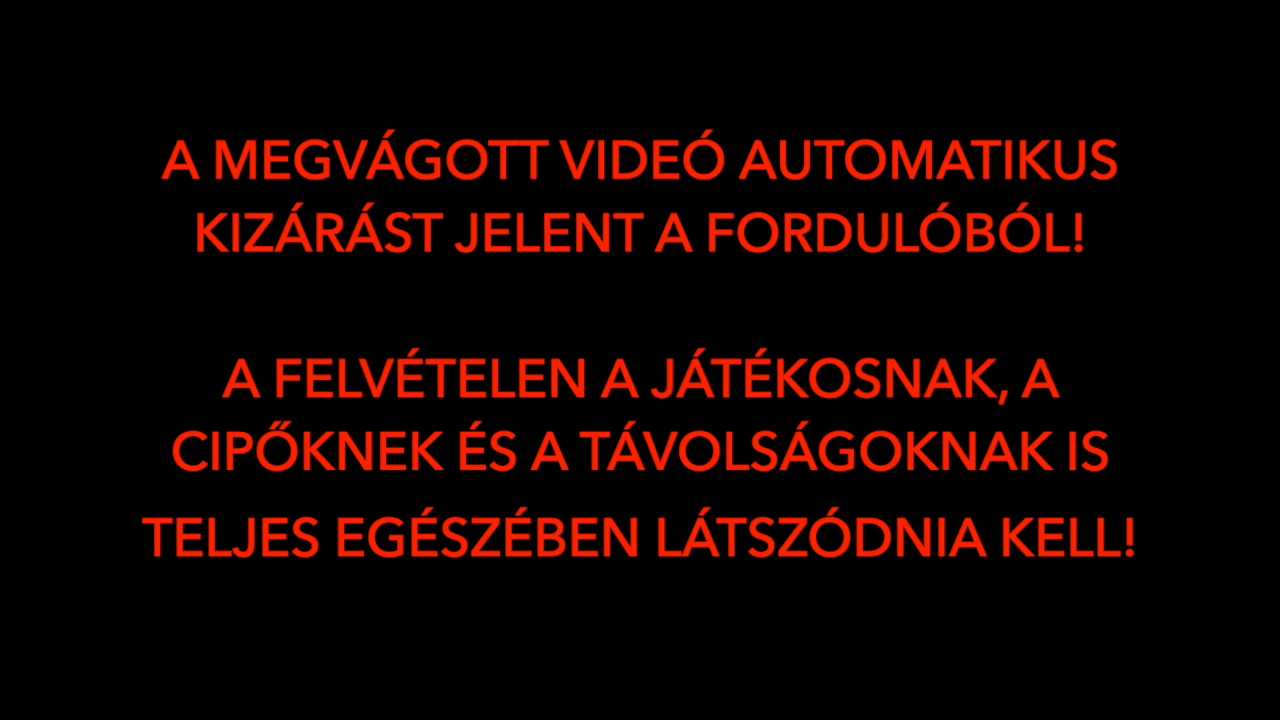 A MEGVÁGOTT VIDEÓ AUTOMATIKUS
KIZÁRÁST JELENT A FORDULÓBÓL!
A FELVÉTELEN A JÁTÉKOSNAK, A
CIPŐKNEK ÉS A TÁVOLSÁGOKNAK IS
TELJES EGÉSZÉBEN LÁTSZÓDNIA KELL!